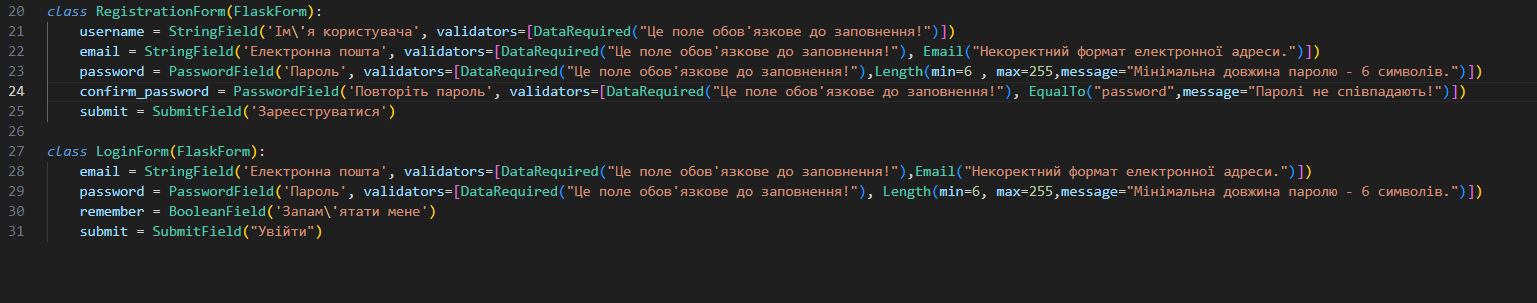 20 class RegistrationForm(FlaskForm):
21 username = StringField('Ім\'я користувача', validators=[DataRequired("Це поле обов'язкове до заповнення!")])
22 email = StringField('Електронна пошта', validators=[DataRequired("Це поле обов'язкове до заповнення!"), Email("Некоректний формат електронної адреси.")])
23 password = PasswordField('Пароль', validators=[DataRequired("Це поле обов'язкове до заповнення!"),Length(min=6 , max=255,message="Мінімальна довжина паролю - 6 символів.")])
24 confirm_password = PasswordField('Повторіть пароль', validators=[DataRequired("Це поле обов'язкове до заповнення!"), EqualTo("password",message="Паролі не співпадають!")])
25 submit = SubmitField('Зареєструватися')
26
27 class LoginForm(FlaskForm):
28 email = StringField('Електронна пошта', validators=[DataRequired("Це поле обов'язкове до заповнення!"),Email("Некоректний формат електронної адреси.")])
29 password = PasswordField('Пароль', validators=[DataRequired("Це поле обов'язкове до заповнення!"), Length(min=6, max=255,message="Мінімальна довжина паролю - 6 символів.")])
30 remember = BooleanField('Запам\'ятати мене')
31 submit = SubmitField("Увійти")